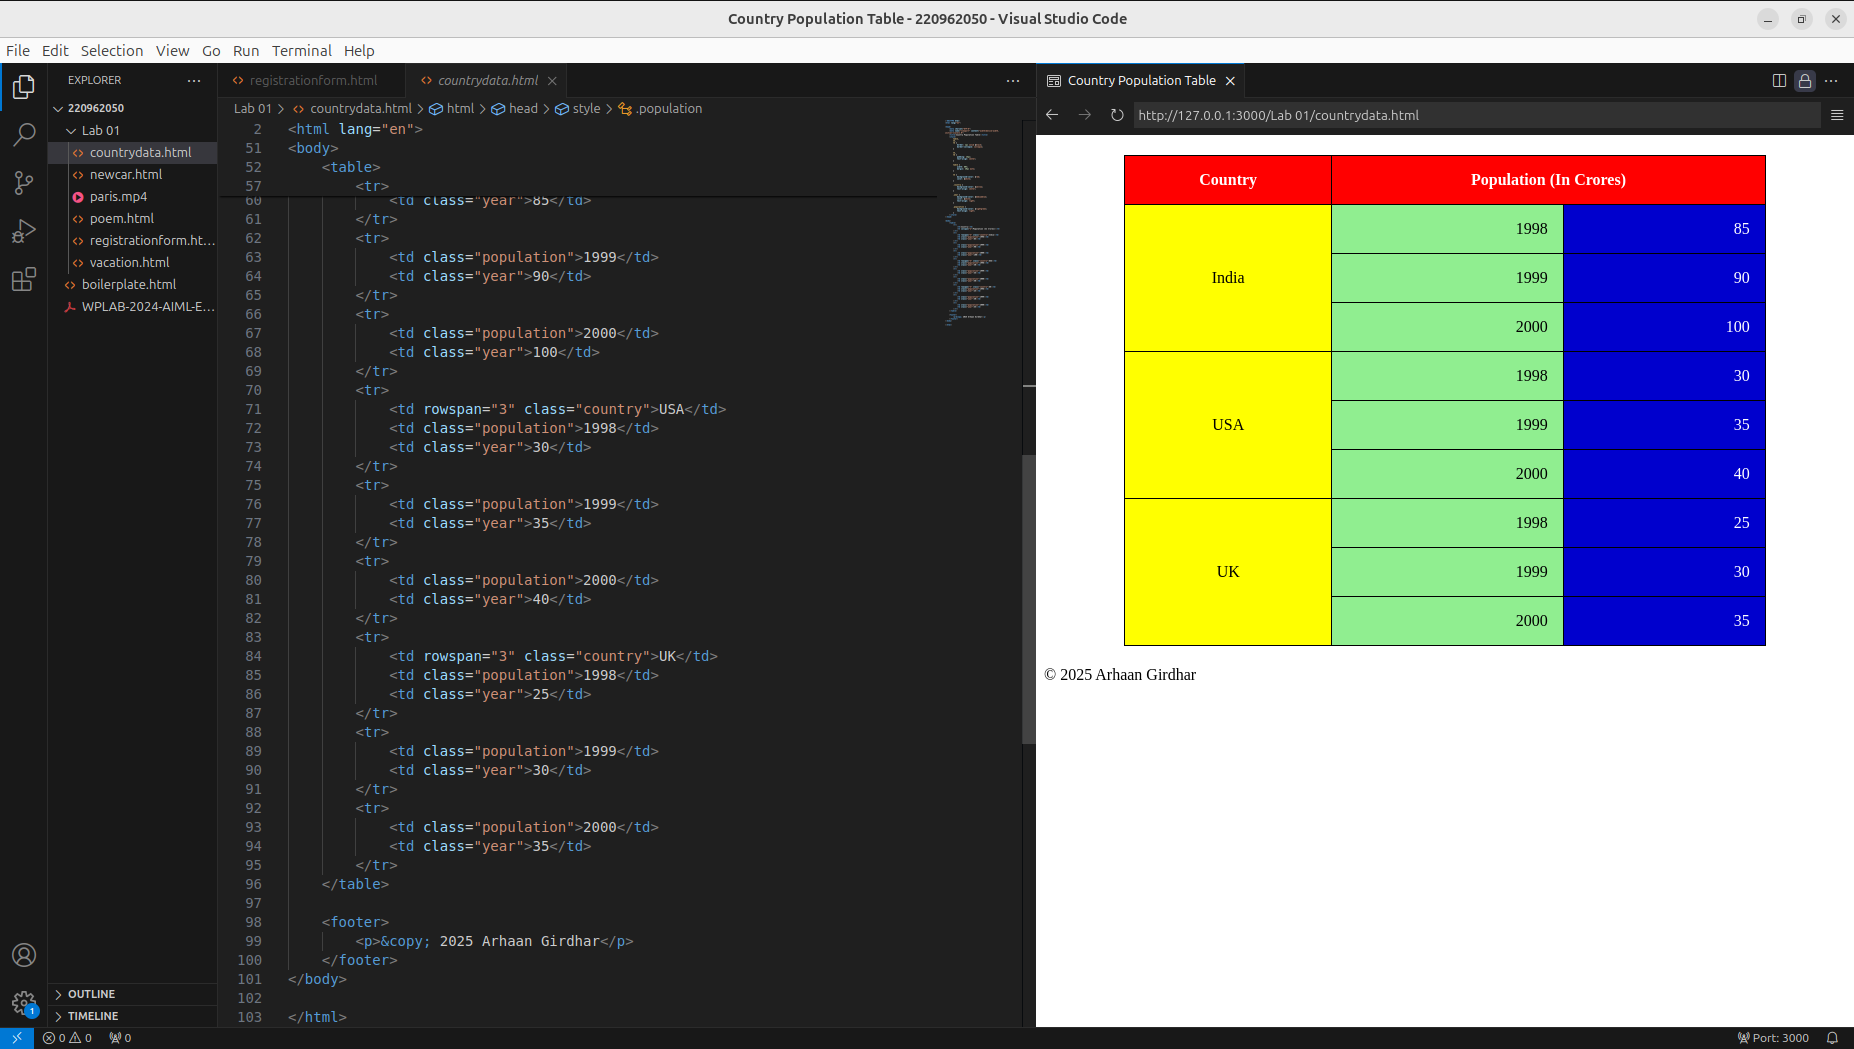 Country Population Table - 220962050 - Visual Studio Code
File Edit Selection View Go Run Terminal Help
EXPLORER
220962050
Lab 01
countrydata.html
newcar.html
paris.mp4
poem.html
registrationform.ht...
vacation.html
boilerplate.html
WPLAB-2024-AIML-E...
OUTLINE
TIMELINE
registrationform.html countrydata.html
Lab 01 > countrydata.html > html > head > style > .population
2 <html lang="en">
51 <body>
52 <table>
57 <tr>
60 <td class="year">85</td>
61 </tr>
62 <tr>
63 <td class="population">1999</td>
64 <td class="year">90</td>
65 </tr>
66 <tr>
67 <td class="population">2000</td>
68 <td class="year">100</td>
69 </tr>
70 <tr>
71 <td rowspan="3" class="country">USA</td>
72 <td class="population">1998</td>
73 <td class="year">30</td>
74 </tr>
75 <tr>
76 <td class="population">1999</td>
77 <td class="year">35</td>
78 </tr>
79 <tr>
80 <td class="population">2000</td>
81 <td class="year">40</td>
82 </tr>
83 <tr>
84 <td rowspan="3" class="country">UK</td>
85 <td class="population">1998</td>
86 <td class="year">25</td>
87 </tr>
88 <tr>
89 <td class="population">1999</td>
90 <td class="year">30</td>
91 </tr>
92 <tr>
93 <td class="population">2000</td>
94 <td class="year">35</td>
95 </tr>
96 </table>
97
98 <footer>
99 <p>&copy; 2025 Arhaan Girdhar</p>
100 </footer>
101 </body>
102
103 </html>
Country Population Table
http://127.0.0.1:3000/Lab 01/countrydata.html
Country Population (In Crores)
India 1998 85
1999 90
2000 100
USA 1998 30
1999 35
2000 40
UK 1998 25
1999 30
2000 35
© 2025 Arhaan Girdhar
1
0 0 0
Port: 3000